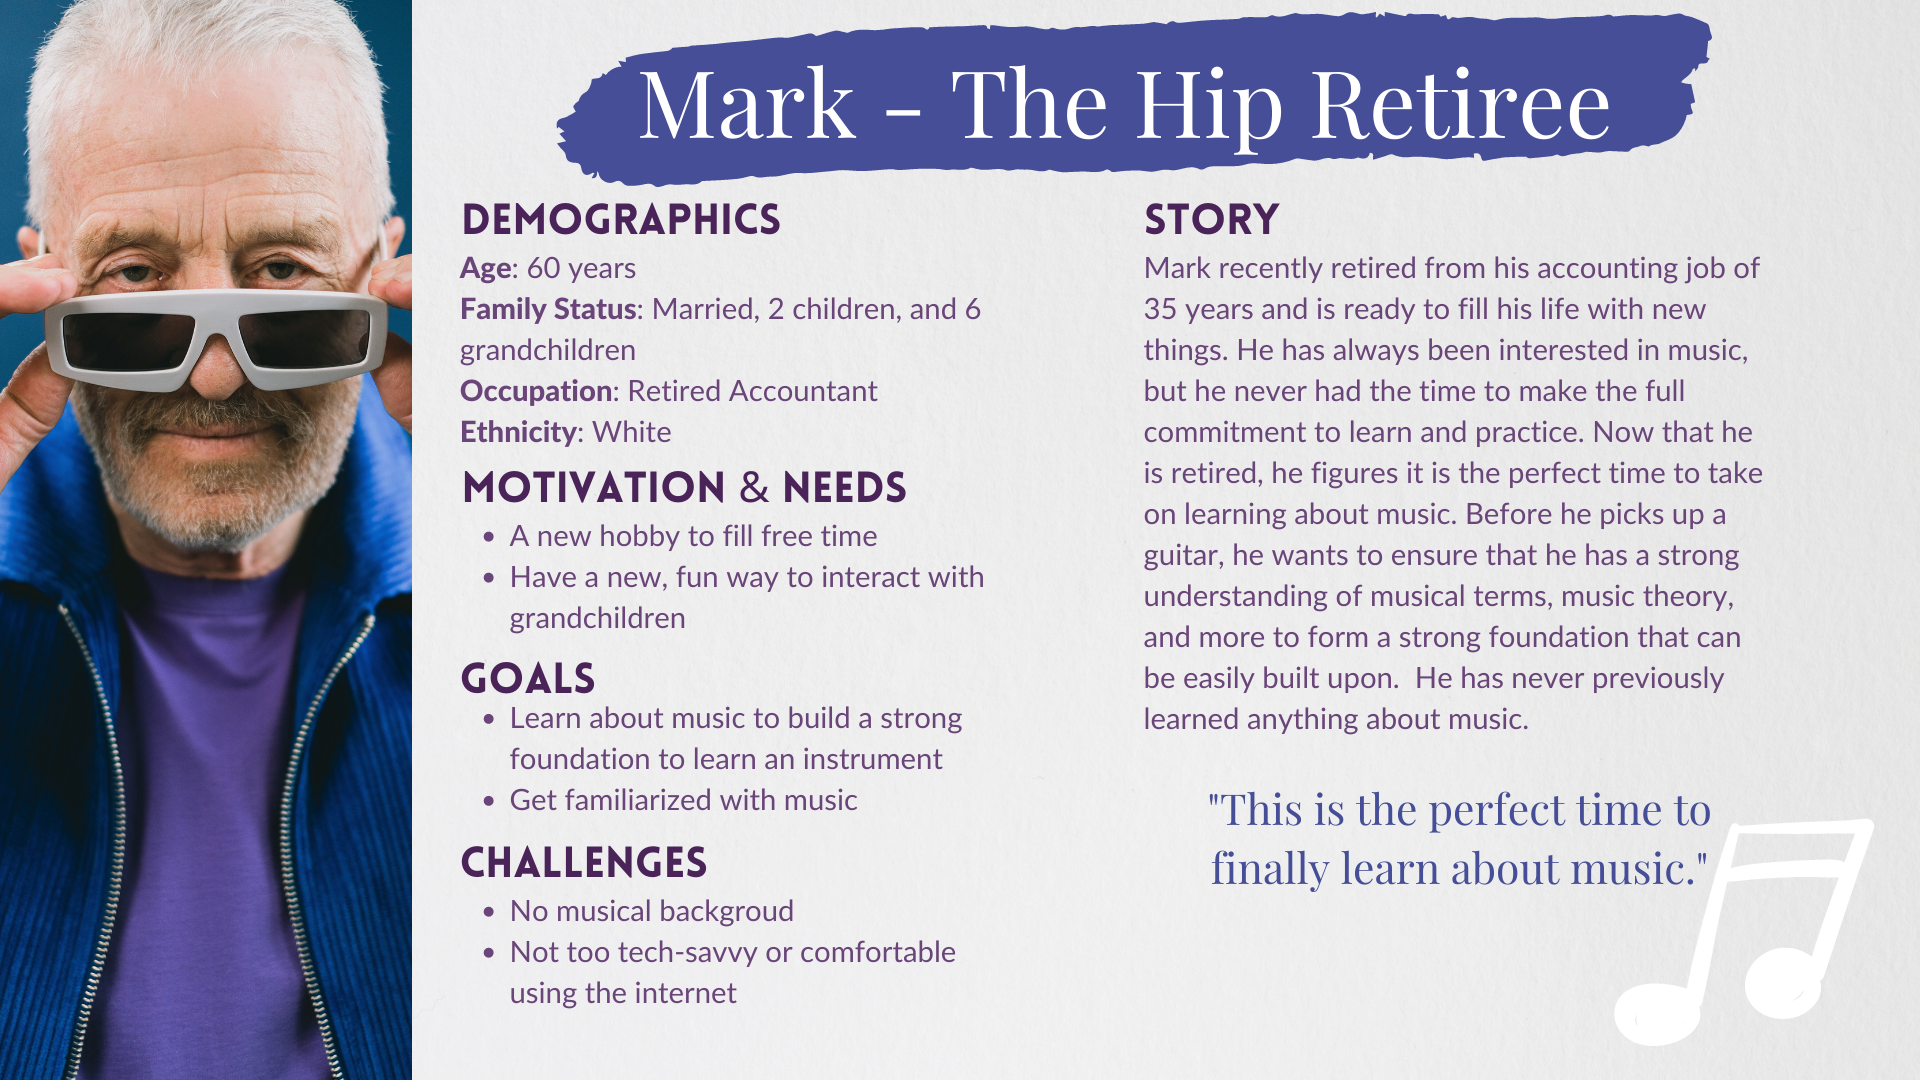 Mark - The Hip Retiree
DEMOGRAPHICS
Age: 60 years
Family Status: Married, 2 children, and 6
grandchildren
Occupation: Retired Accountant
Ethnicity: White
MOTIVATION & NEEDS
• A new hobby to fill free time
• Have a new, fun way to interact with
grandchildren
GOALS
• Learn about music to build a strong
foundation to learn an instrument
• Get familiarized with music
CHALLENGES
• No musical backgroud
• Not too tech-savvy or comfortable
using the internet
STORY
Mark recently retired from his accounting job of
35 years and is ready to fill his life with new
things. He has always been interested in music,
but he never had the time to make the full
commitment to learn and practice. Now that he
is retired, he figures it is the perfect time to take
on learning about music. Before he picks up a
guitar, he wants to ensure that he has a strong
understanding of musical terms, music theory,
and more to form a strong foundation that can
be easily built upon.  He has never previously
learned anything about music.
"This is the perfect time to
finally learn about music."